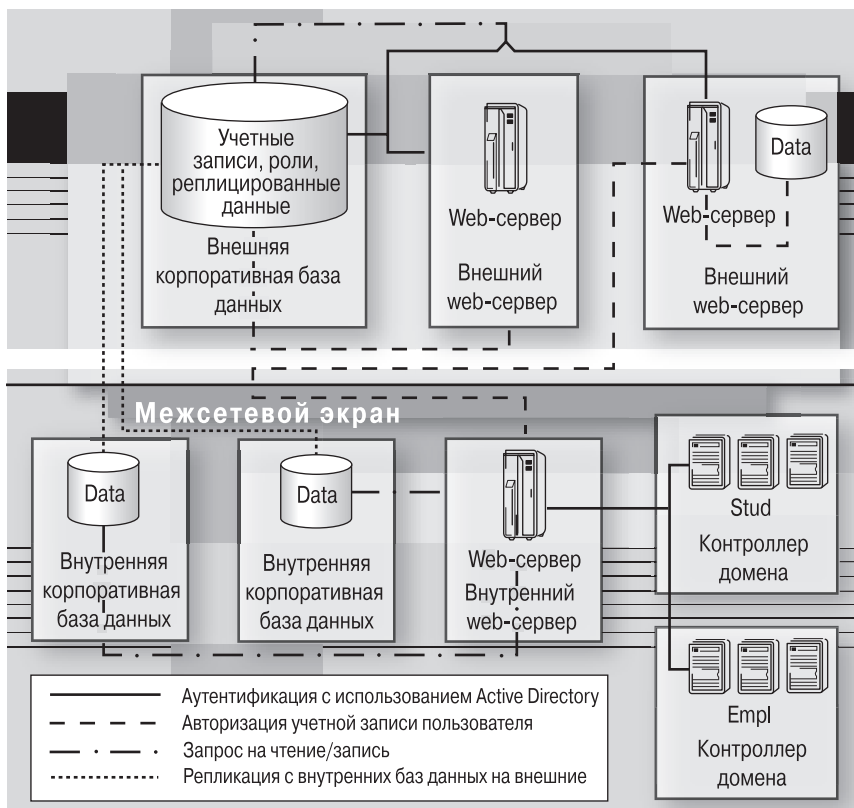 Учетные
записи, роли,
реплицированные
данные
Внешняя
корпоративная база
данных
Web-сервер
Внешний
web-сервер
Data
Web-сервер
Внешний
web-сервер
Межсетевой экран
Data
Внутренняя
корпоративная
база данных
Data
Внутренняя
корпоративная
база данных
Web-сервер
Внутренний
web-сервер
Stud
Контроллер
домена
Empl
Контроллер
домена
Аутентификация с использованием Active Directory
Авторизация учетной записи пользователя
Запрос на чтение/запись
Репликация с внутренних баз данных на внешние